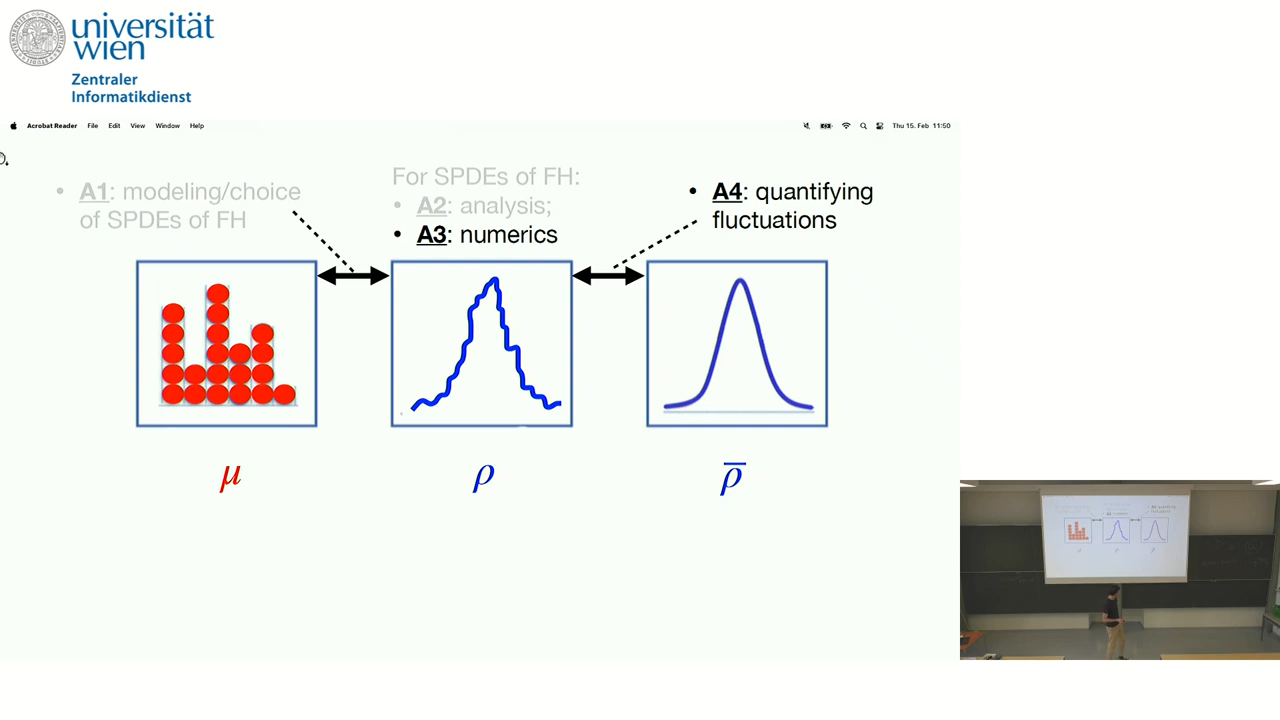 universität
wien
Zentraler
Informatikdienst
Acrobat Reader File Edit View Window Help
Thu 15. Feb 11:50
• A1: modeling/choice
of SPDEs of FH
For SPDEs of FH:
• A2: analysis;
• A3: numerics
• A4: quantifying
fluctuations
μ
ρ
ρ̅